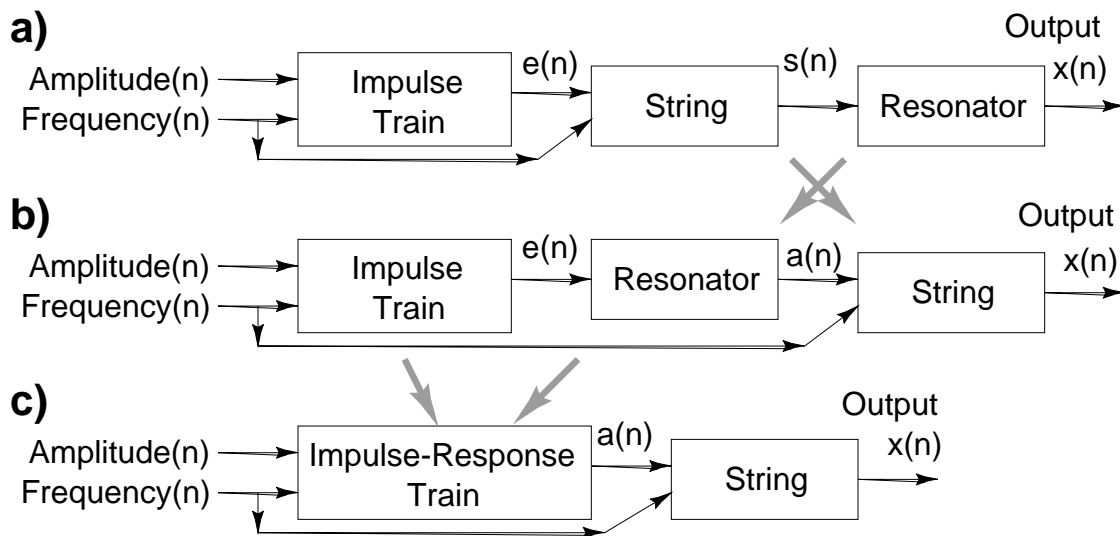 a)
Output
Amplitude(n)
Frequency(n)
Impulse
Train
e(n)
String
s(n)
Resonator
x(n)
b)
Output
Amplitude(n)
Frequency(n)
Impulse
Train
e(n)
Resonator
a(n)
String
x(n)
c)
Output
Amplitude(n)
Frequency(n)
Impulse-Response
Train
a(n)
String
x(n)